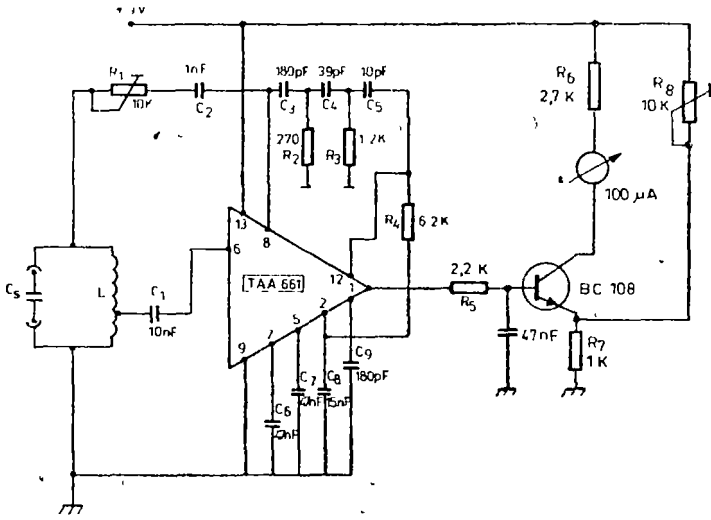 R1
10K
1nF
C2
180pF
C3
39pF
C4
10pF
C5
270
R2
1.2K
R3
R6
2,7 K
R8
10 K
100 µA
13
8
6
12
1
2
5
7
9
TAA 661
R4
6.2K
2,2 K
R5
BC 108
Cs
L
C1
10nF
47nF
R7
1K
C9
180pF
C8
15nF
C7
C6